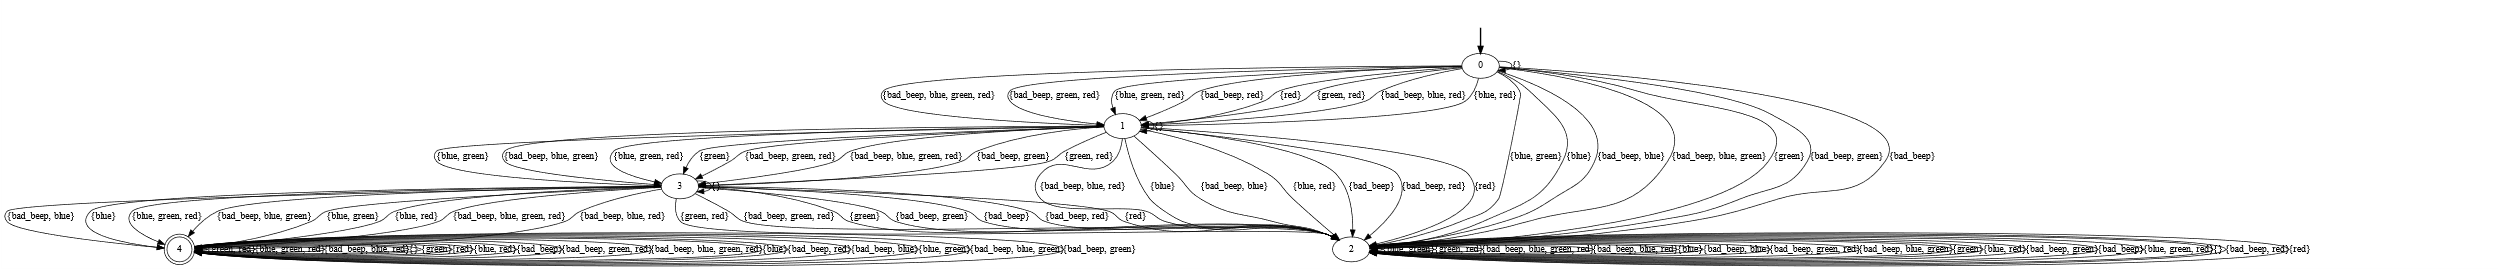 0
{}
{bad_beep, blue, green, red}
{bad_beep, green, red}
{blue, green, red}
{bad_beep, red}
{red}
{green, red}
{bad_beep, blue, red}
{blue, red}
{blue, green}
{blue}
{bad_beep, blue}
{bad_beep, blue, green}
{green}
{bad_beep, green}
{bad_beep}
1
{}
{blue, green}
{bad_beep, blue, green}
{blue, green, red}
{green}
{bad_beep, green, red}
{bad_beep, blue, green, red}
{bad_beep, green}
{green, red}
{bad_beep, blue, red}
{blue}
{bad_beep, blue}
{blue, red}
{bad_beep}
{bad_beep, red}
{red}
3
{}
{bad_beep, blue}
{blue}
{blue, green, red}
{bad_beep, blue, green}
{blue, green}
{blue, red}
{bad_beep, blue, green, red}
{bad_beep, blue, red}
{green, red}
{bad_beep, green, red}
{green}
{bad_beep, green}
{bad_beep}
{bad_beep, red}
{red}
4
{green, red}
{blue, green, red}
{bad_beep, blue, red}
{}
{green}
{red}
{blue, red}
{bad_beep}
{bad_beep, green, red}
{bad_beep, blue, green, red}
{blue}
{bad_beep, red}
{bad_beep, blue}
{blue, green}
{bad_beep, blue, green}
{bad_beep, green}
2
{blue, green}
{green, red}
{bad_beep, blue, green, red}
{bad_beep, blue, red}
{blue}
{bad_beep, blue}
{bad_beep, green, red}
{bad_beep, blue, green}
{green}
{blue, red}
{bad_beep, green}
{bad_beep}
{blue, green, red}
{}
{bad_beep, red}
{red}